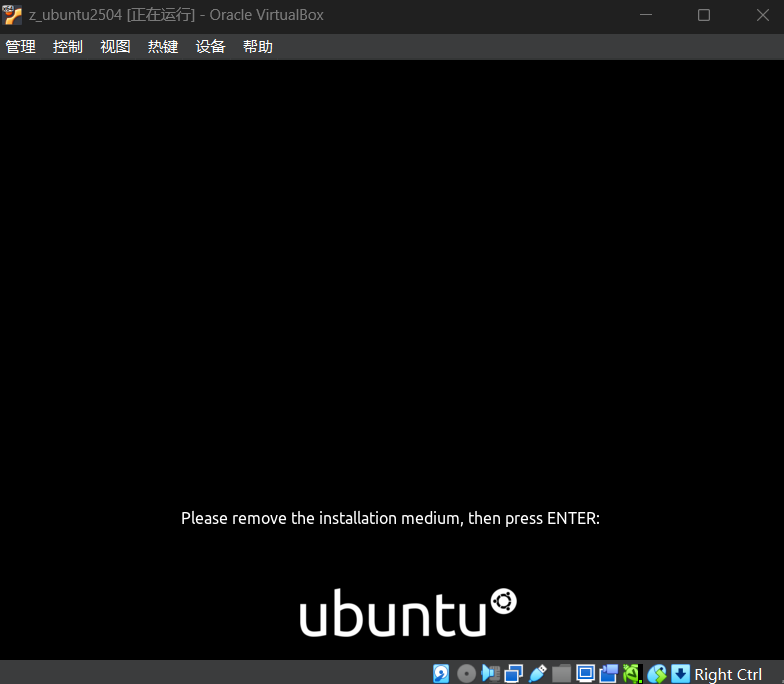 z_ubuntu2504 [正在运行] - Oracle VirtualBox
管理 控制 视图 热键 设备 帮助
Please remove the installation medium, then press ENTER:
ubuntu
Right Ctrl